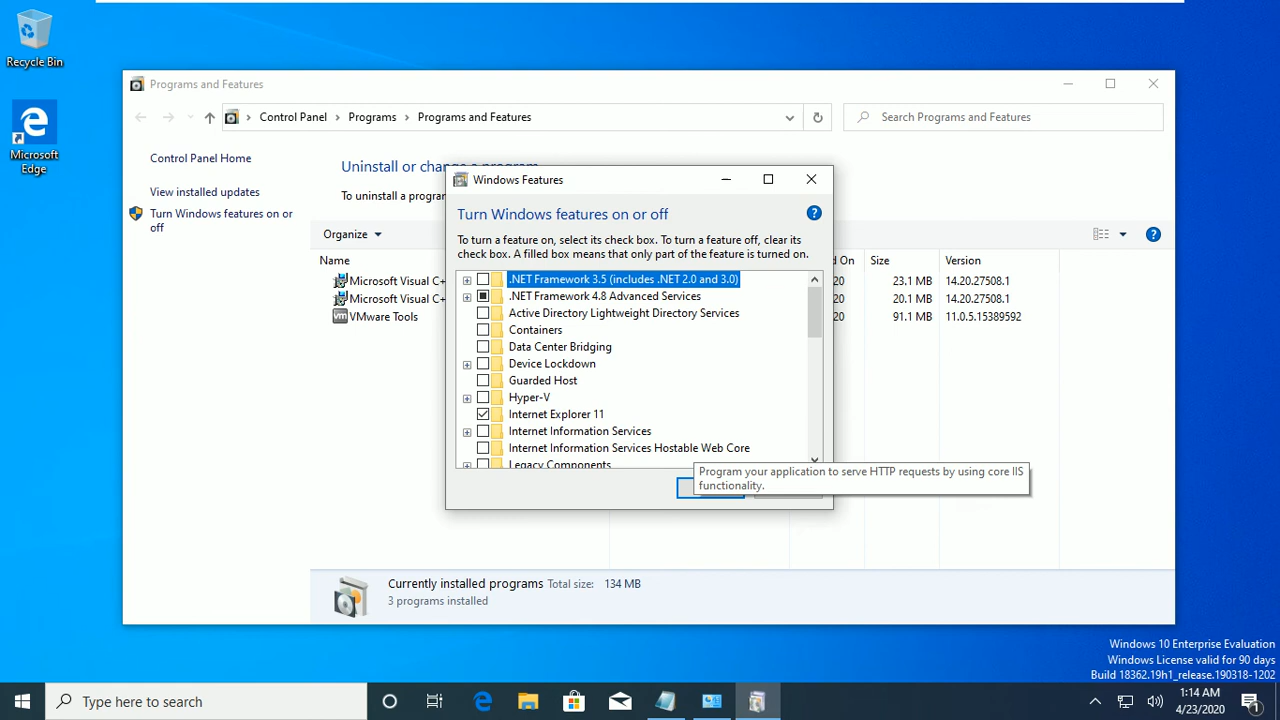 Recycle Bin
Microsoft
Edge
Programs and Features
Control Panel
Programs
Programs and Features
Search Programs and Features
Control Panel Home
View installed updates
Turn Windows features on or
off
Uninstall or change a program
To uninstall a program
Organize
Name
On
Size
Version
Microsoft Visual C+
20
23.1 MB
14.20.27508.1
Microsoft Visual C+
20
20.1 MB
14.20.27508.1
VMware Tools
20
91.1 MB
11.0.5.15389592
Windows Features
Turn Windows features on or off
To turn a feature on, select its check box. To turn a feature off, clear its
check box. A filled box means that only part of the feature is turned on.
.NET Framework 3.5 (includes .NET 2.0 and 3.0)
.NET Framework 4.8 Advanced Services
Active Directory Lightweight Directory Services
Containers
Data Center Bridging
Device Lockdown
Guarded Host
Hyper-V
Internet Explorer 11
Internet Information Services
Internet Information Services Hostable Web Core
Legacy Components
Program your application to serve HTTP requests by using core IIS
functionality.
Currently installed programs Total size: 134 MB
3 programs installed
Windows 10 Enterprise Evaluation
Windows License valid for 90 days
Build 18362.19h1_release.190318-1202
Type here to search
1:14 AM
4/23/2020
1